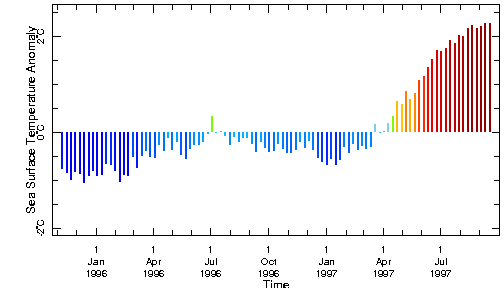 Sea Surface Temperature Anomaly
2°C
0°C
-2°C
1 1 1 1 1 1 1
Jan Apr Jul Oct Jan Apr Jul
1996 1996 1996 1996 1997 1997 1997
Time